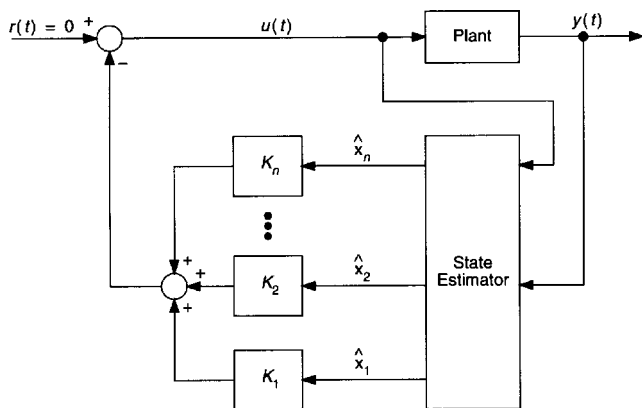 r(t) = 0
+
−
u(t)
Plant
y(t)
K_n
x̂_n
+
+
+
K_2
x̂_2
State
Estimator
K_1
x̂_1